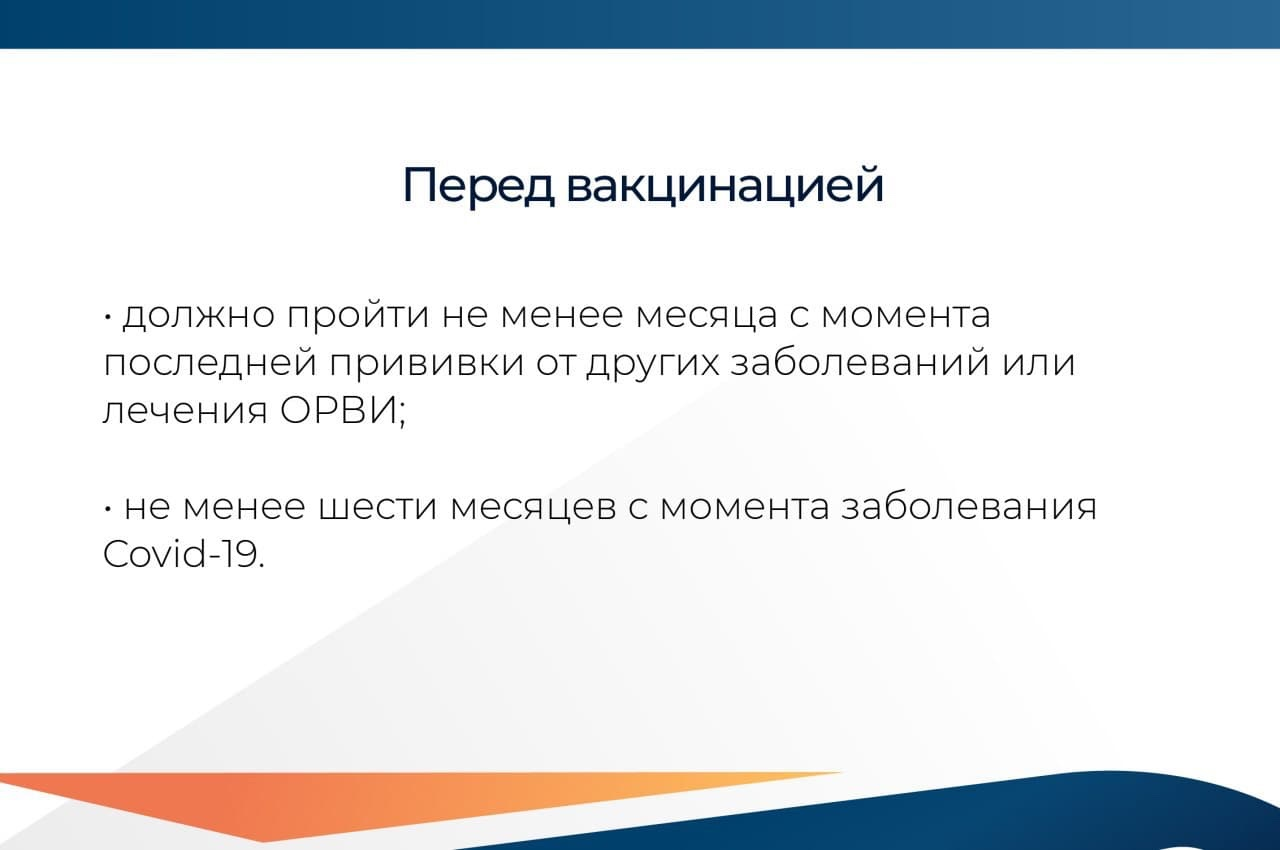 Перед вакцинацией
• должно пройти не менее месяца с момента
последней прививки от других заболеваний или
лечения ОРВИ;
• не менее шести месяцев с момента заболевания
Covid-19.